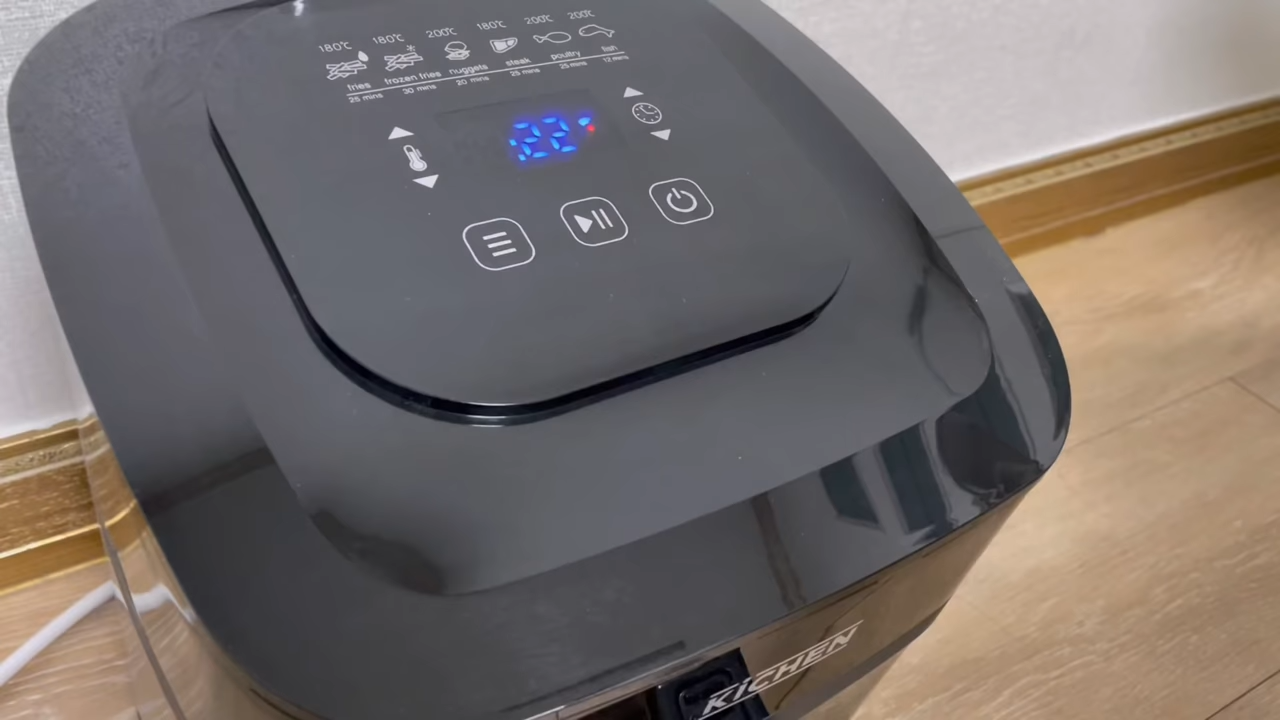 180℃ 180℃ 200℃ 180℃ 200℃ 200℃
fries frozen fries nuggets steak poultry fish
25 mins 30 mins 20 mins 25 mins 25 mins 12 mins
KiCHEN